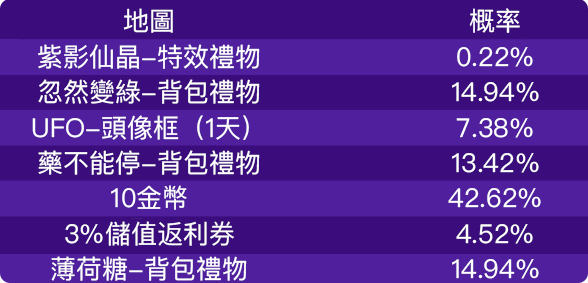 地圖 概率
紫影仙晶-特效禮物 0.22%
忽然變綠-背包禮物 14.94%
UFO-頭像框（1天） 7.38%
藥不能停-背包禮物 13.42%
10金幣 42.62%
3%儲值返利券 4.52%
薄荷糖-背包禮物 14.94%